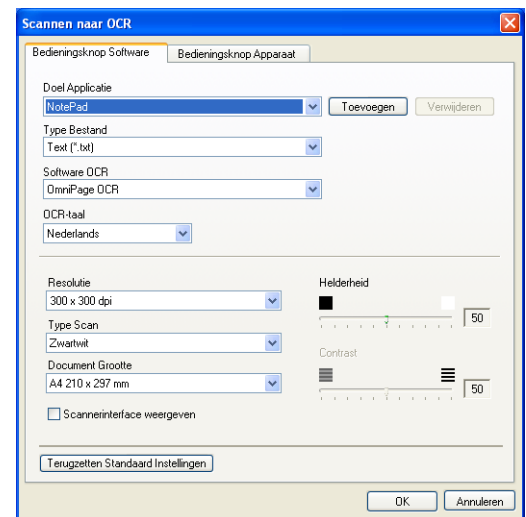 Scannen naar OCR
Bedieningsknop Software
Bedieningsknop Apparaat
Doel Applicatie
NotePad
Toevoegen
Verwijderen
Type Bestand
Text (*.txt)
Software OCR
OmniPage OCR
OCR-taal
Nederlands
Resolutie
300 x 300 dpi
Type Scan
Zwartwit
Document Grootte
A4 210 x 297 mm
Scannerinterface weergeven
Helderheid
50
Contrast
50
Terugzetten Standaard Instellingen
OK
Annuleren